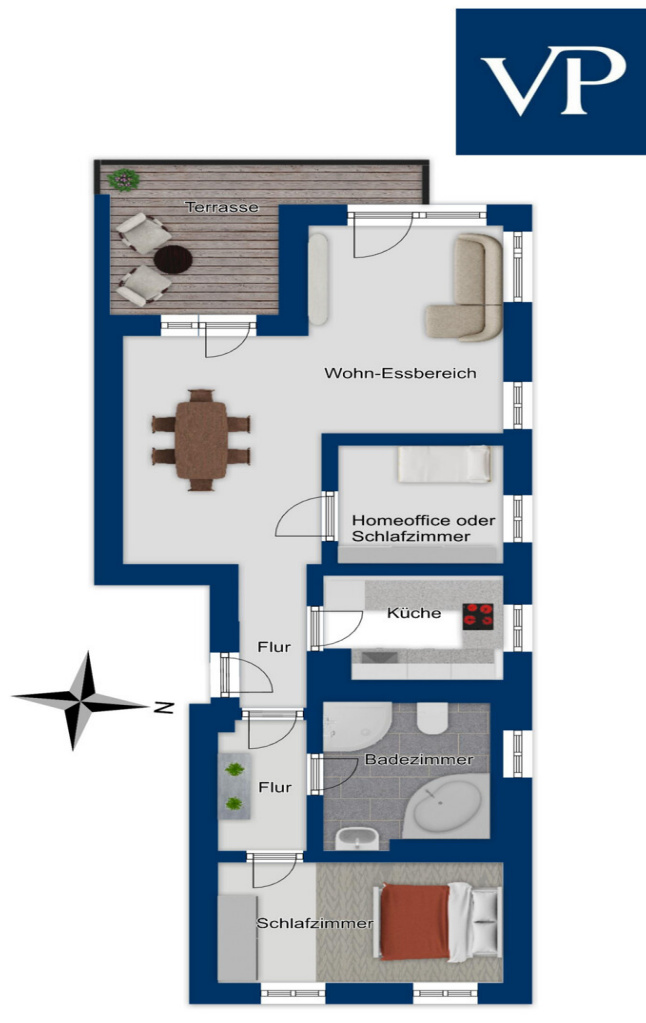 VP
Terrasse
Wohn-Essbereich
Homeoffice oder
Schlafzimmer
Küche
Flur
N
Badezimmer
Flur
Schlafzimmer